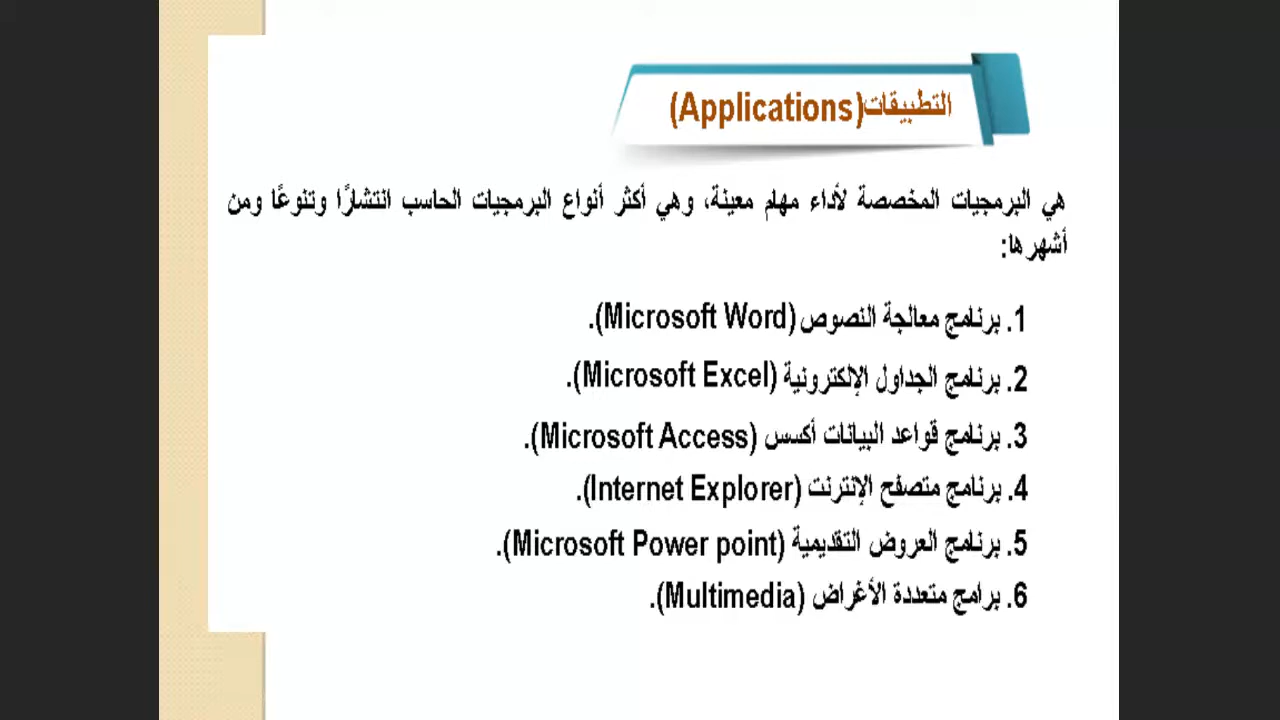 التطبيقات(Applications)
هي البرمجيات المخصصة لأداء مهام معينة، وهي أكثر أنواع البرمجيات الحاسب انتشارًا وتنوعًا ومن
أشهرها:
1. برنامج معالجة النصوص (Microsoft Word).
2. برنامج الجداول الإلكترونية (Microsoft Excel).
3. برنامج قواعد البيانات أكسس (Microsoft Access).
4. برنامج متصفح الإنترنت (Internet Explorer).
5. برنامج العروض التقديمية (Microsoft Power point).
6. برامج متعددة الأغراض (Multimedia).